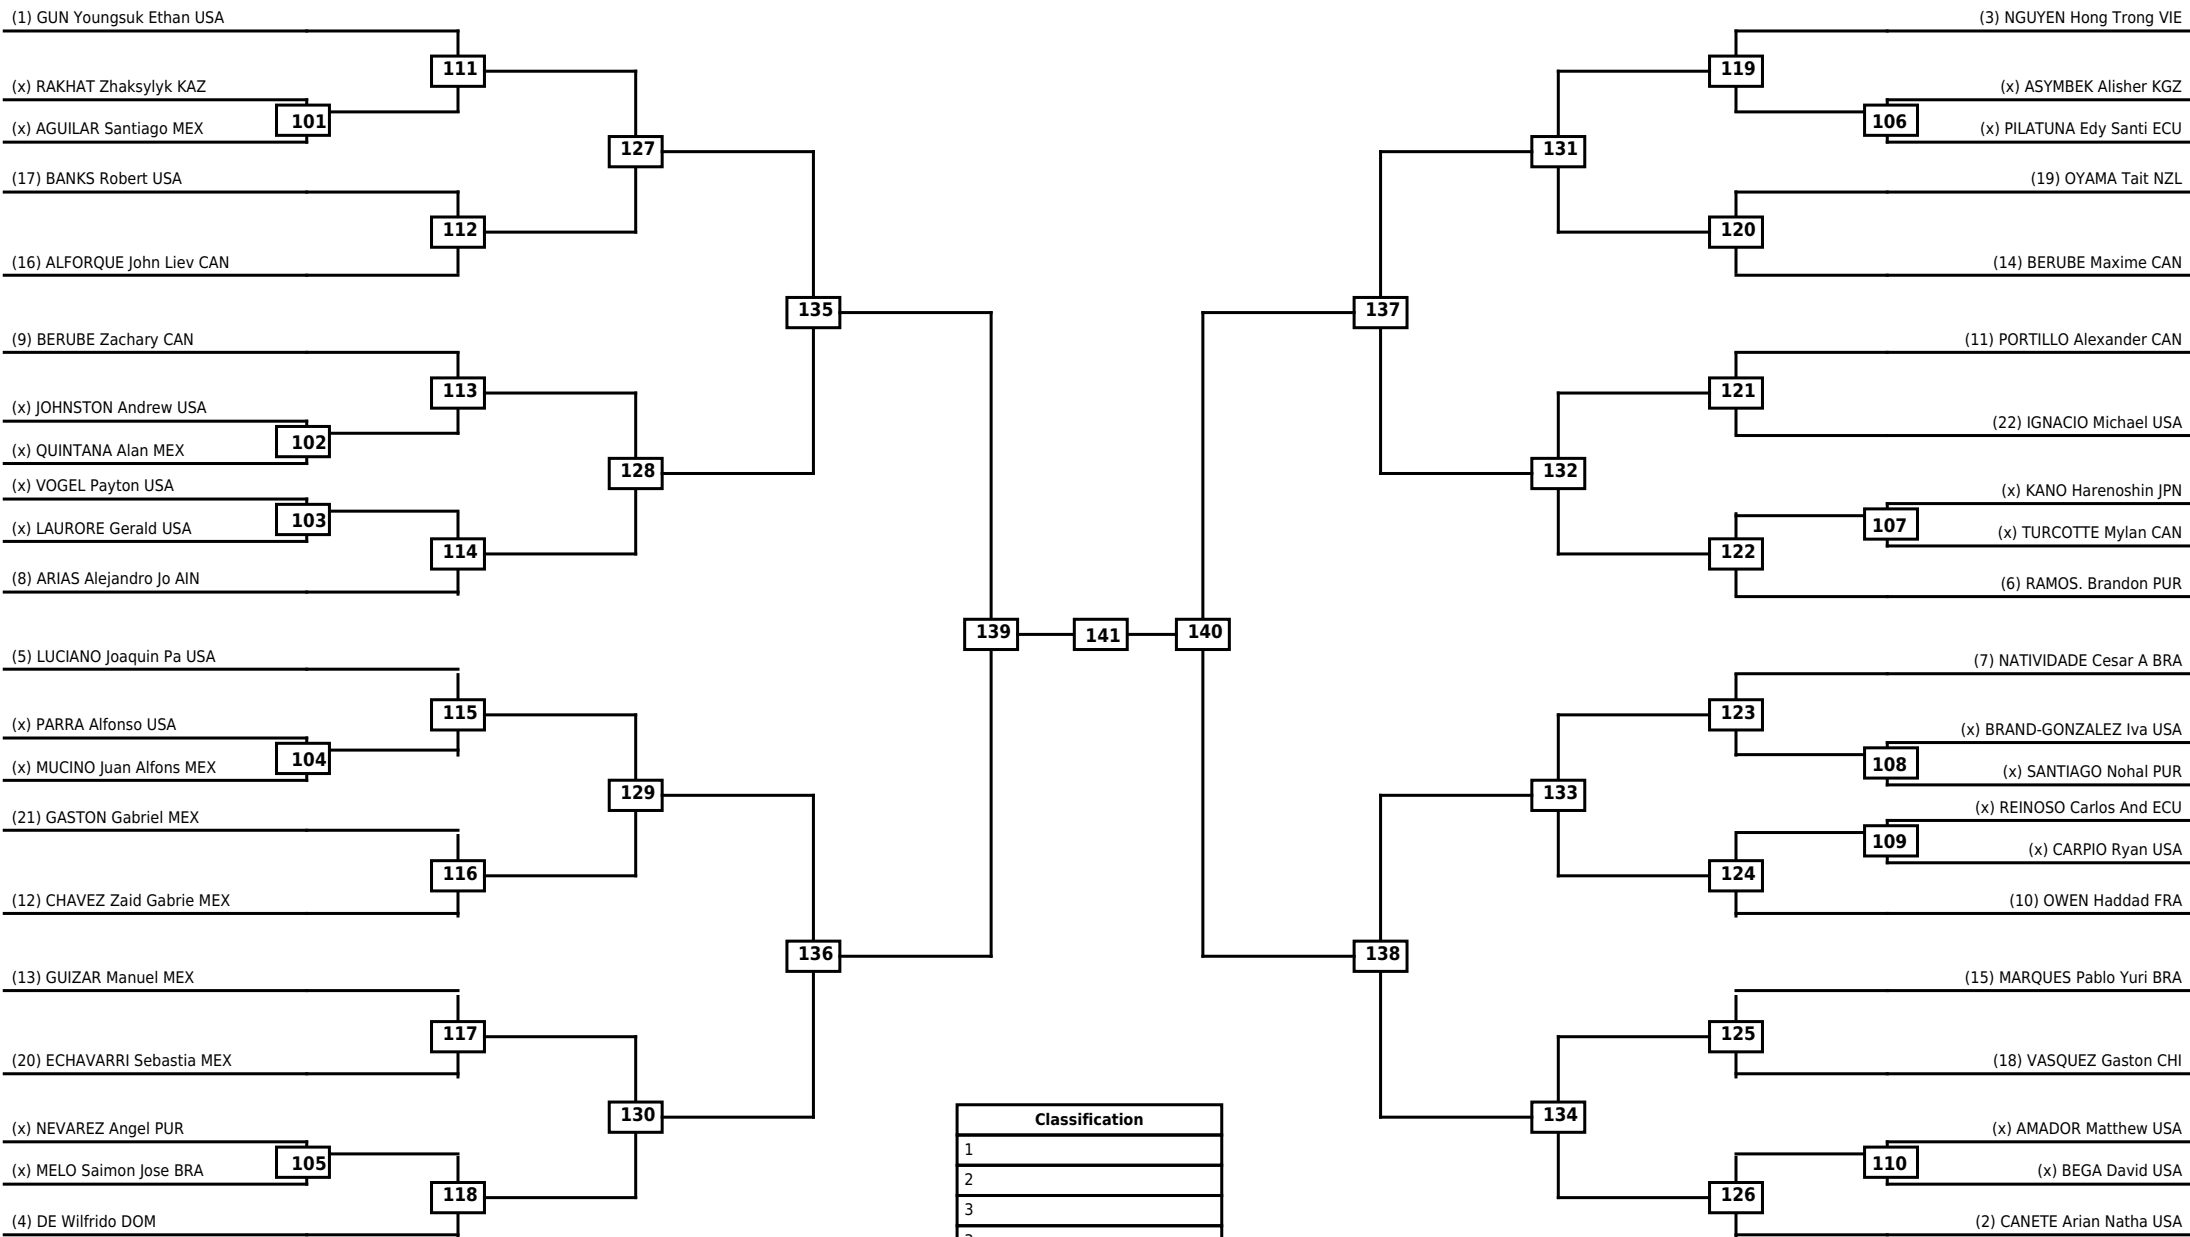 (1) GUN Youngsuk Ethan USA
111
(x) RAKHAT Zhaksylyk KAZ
101
(x) AGUILAR Santiago MEX
127
(17) BANKS Robert USA
112
(16) ALFORQUE John Liev CAN
135
(9) BERUBE Zachary CAN
113
(x) JOHNSTON Andrew USA
102
(x) QUINTANA Alan MEX
128
(x) VOGEL Payton USA
103
(x) LAURORE Gerald USA
114
(8) ARIAS Alejandro Jo AIN
139
141
140
(5) LUCIANO Joaquin Pa USA
115
(x) PARRA Alfonso USA
104
(x) MUCINO Juan Alfons MEX
129
(21) GASTON Gabriel MEX
116
(12) CHAVEZ Zaid Gabrie MEX
136
(13) GUIZAR Manuel MEX
117
(20) ECHAVARRI Sebastia MEX
130
(x) NEVAREZ Angel PUR
105
(x) MELO Saimon Jose BRA
118
(4) DE Wilfrido DOM
(3) NGUYEN Hong Trong VIE
119
(x) ASYMBEK Alisher KGZ
106
(x) PILATUNA Edy Santi ECU
131
(19) OYAMA Tait NZL
120
(14) BERUBE Maxime CAN
137
(11) PORTILLO Alexander CAN
121
(22) IGNACIO Michael USA
132
(x) KANO Harenoshin JPN
107
(x) TURCOTTE Mylan CAN
122
(6) RAMOS. Brandon PUR
(7) NATIVIDADE Cesar A BRA
123
(x) BRAND-GONZALEZ Iva USA
108
(x) SANTIAGO Nohal PUR
133
(x) REINOSO Carlos And ECU
109
(x) CARPIO Ryan USA
124
(10) OWEN Haddad FRA
138
(15) MARQUES Pablo Yuri BRA
125
(18) VASQUEZ Gaston CHI
134
(x) AMADOR Matthew USA
110
(x) BEGA David USA
126
(2) CANETE Arian Natha USA
Classification
1
2
3